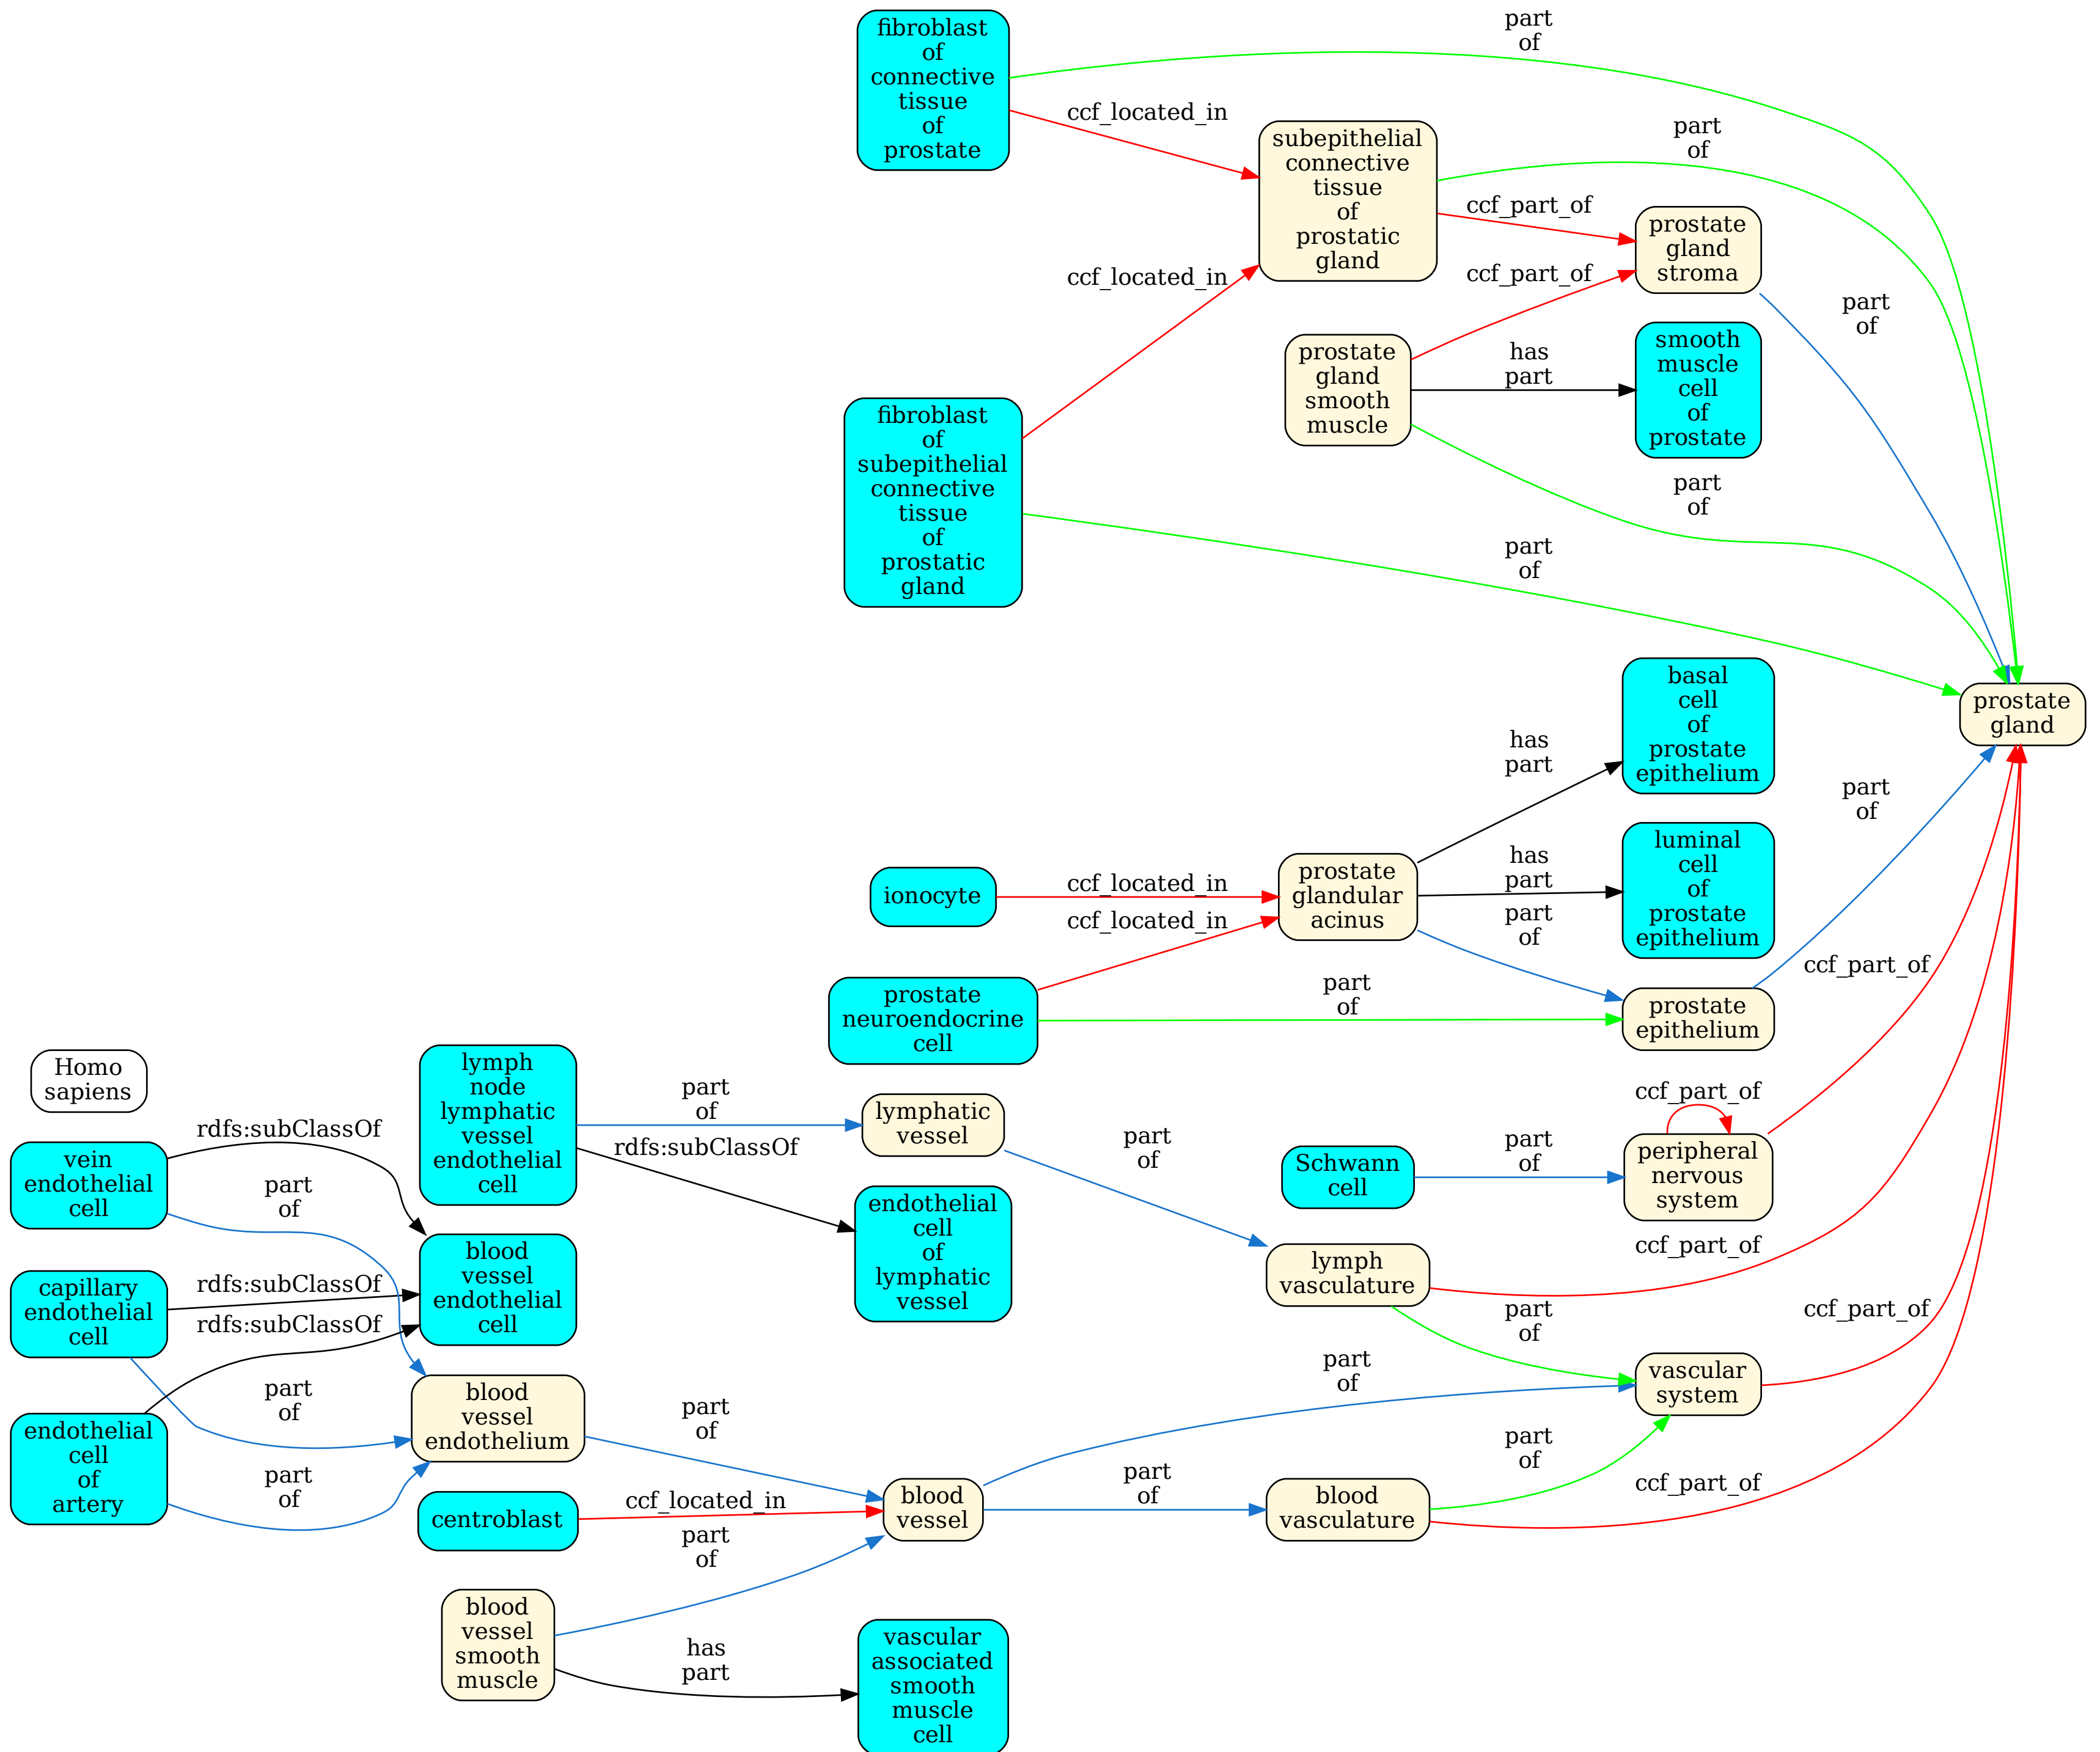 fibroblast
of
connective
tissue
of
prostate
part
of
ccf_located_in
subepithelial
connective
tissue
of
prostatic
gland
part
of
ccf_part_of
prostate
gland
stroma
ccf_located_in
ccf_part_of
part
of
prostate
gland
smooth
muscle
has
part
smooth
muscle
cell
of
prostate
fibroblast
of
subepithelial
connective
tissue
of
prostatic
gland
part
of
part
of
basal
cell
of
prostate
epithelium
prostate
gland
has
part
part
of
ionocyte
ccf_located_in
prostate
glandular
acinus
has
part
luminal
cell
of
prostate
epithelium
ccf_located_in
part
of
prostate
neuroendocrine
cell
part
of
prostate
epithelium
ccf_part_of
Homo
sapiens
lymph
node
lymphatic
vessel
endothelial
cell
part
of
lymphatic
vessel
rdfs:subClassOf
endothelial
cell
of
lymphatic
vessel
part
of
Schwann
cell
part
of
ccf_part_of
peripheral
nervous
system
vein
endothelial
cell
rdfs:subClassOf
part
of
blood
vessel
endothelial
cell
lymph
vasculature
ccf_part_of
part
of
ccf_part_of
capillary
endothelial
cell
rdfs:subClassOf
rdfs:subClassOf
part
of
blood
vessel
endothelium
part
of
part
of
vascular
system
endothelial
cell
of
artery
part
of
centroblast
ccf_located_in
blood
vessel
part
of
blood
vasculature
part
of
ccf_part_of
part
of
blood
vessel
smooth
muscle
has
part
vascular
associated
smooth
muscle
cell